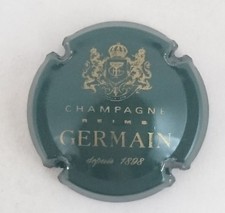 CHAMPAGNE
REIMS
GERMAIN
depuis 1898